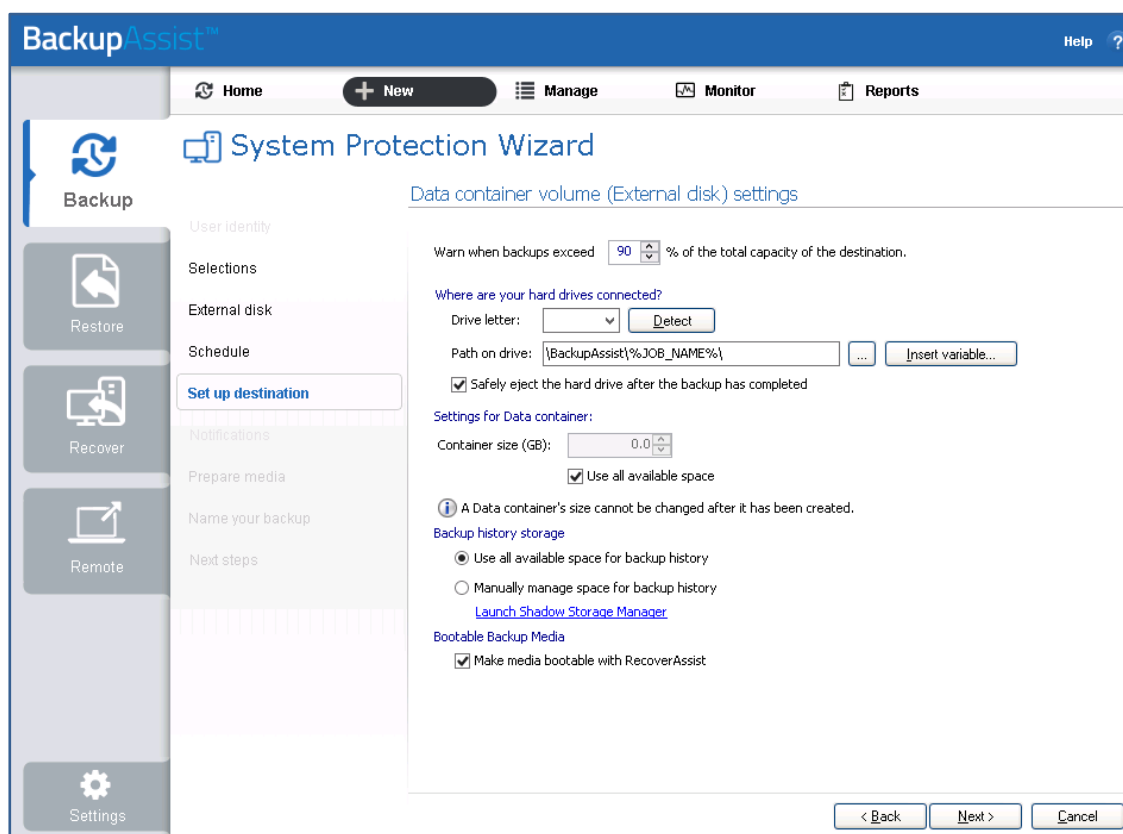 BackupAssist™
Help ?
Home New Manage Monitor Reports
System Protection Wizard
Backup
Restore
Recover
Remote
Settings
User identity
Selections
External disk
Schedule
Set up destination
Notifications
Prepare media
Name your backup
Next steps
Data container volume (External disk) settings
Warn when backups exceed 90 % of the total capacity of the destination.
Where are your hard drives connected?
Drive letter: Detect
Path on drive: \BackupAssist\%JOB_NAME%\ ... Insert variable...
Safely eject the hard drive after the backup has completed
Settings for Data container:
Container size (GB): 0.0
Use all available space
i A Data container's size cannot be changed after it has been created.
Backup history storage
Use all available space for backup history
Manually manage space for backup history
Launch Shadow Storage Manager
Bootable Backup Media
Make media bootable with RecoverAssist
< Back Next > Cancel